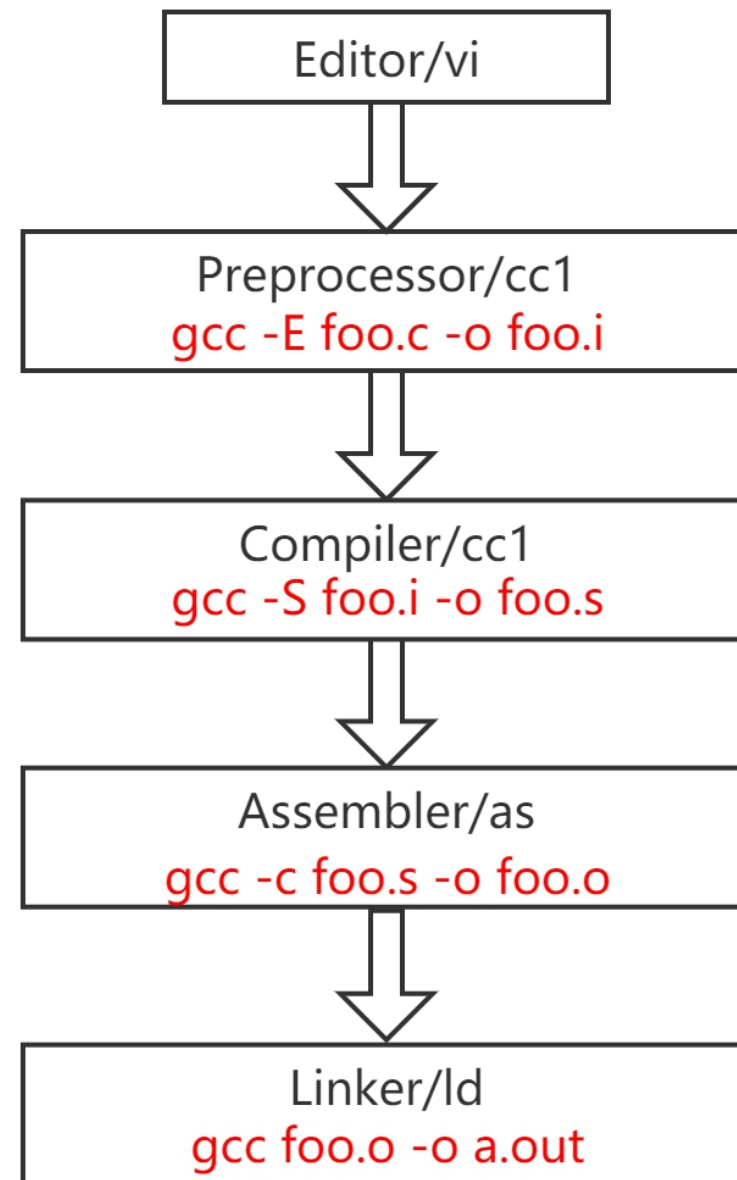 Editor/vi
Preprocessor/cc1
gcc -E foo.c -o foo.i
Compiler/cc1
gcc -S foo.i -o foo.s
Assembler/as
gcc -c foo.s -o foo.o
Linker/ld
gcc foo.o -o a.out